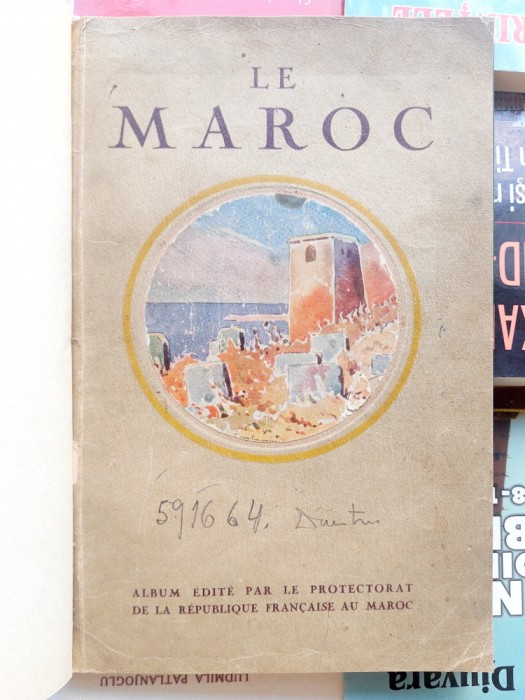 LE
MAROC
591664.
ALBUM ÉDITÉ PAR LE PROTECTORAT
DE LA RÉPUBLIQUE FRANÇAISE AU MAROC
LUDMILA PATLANJOGLU
Djuvara